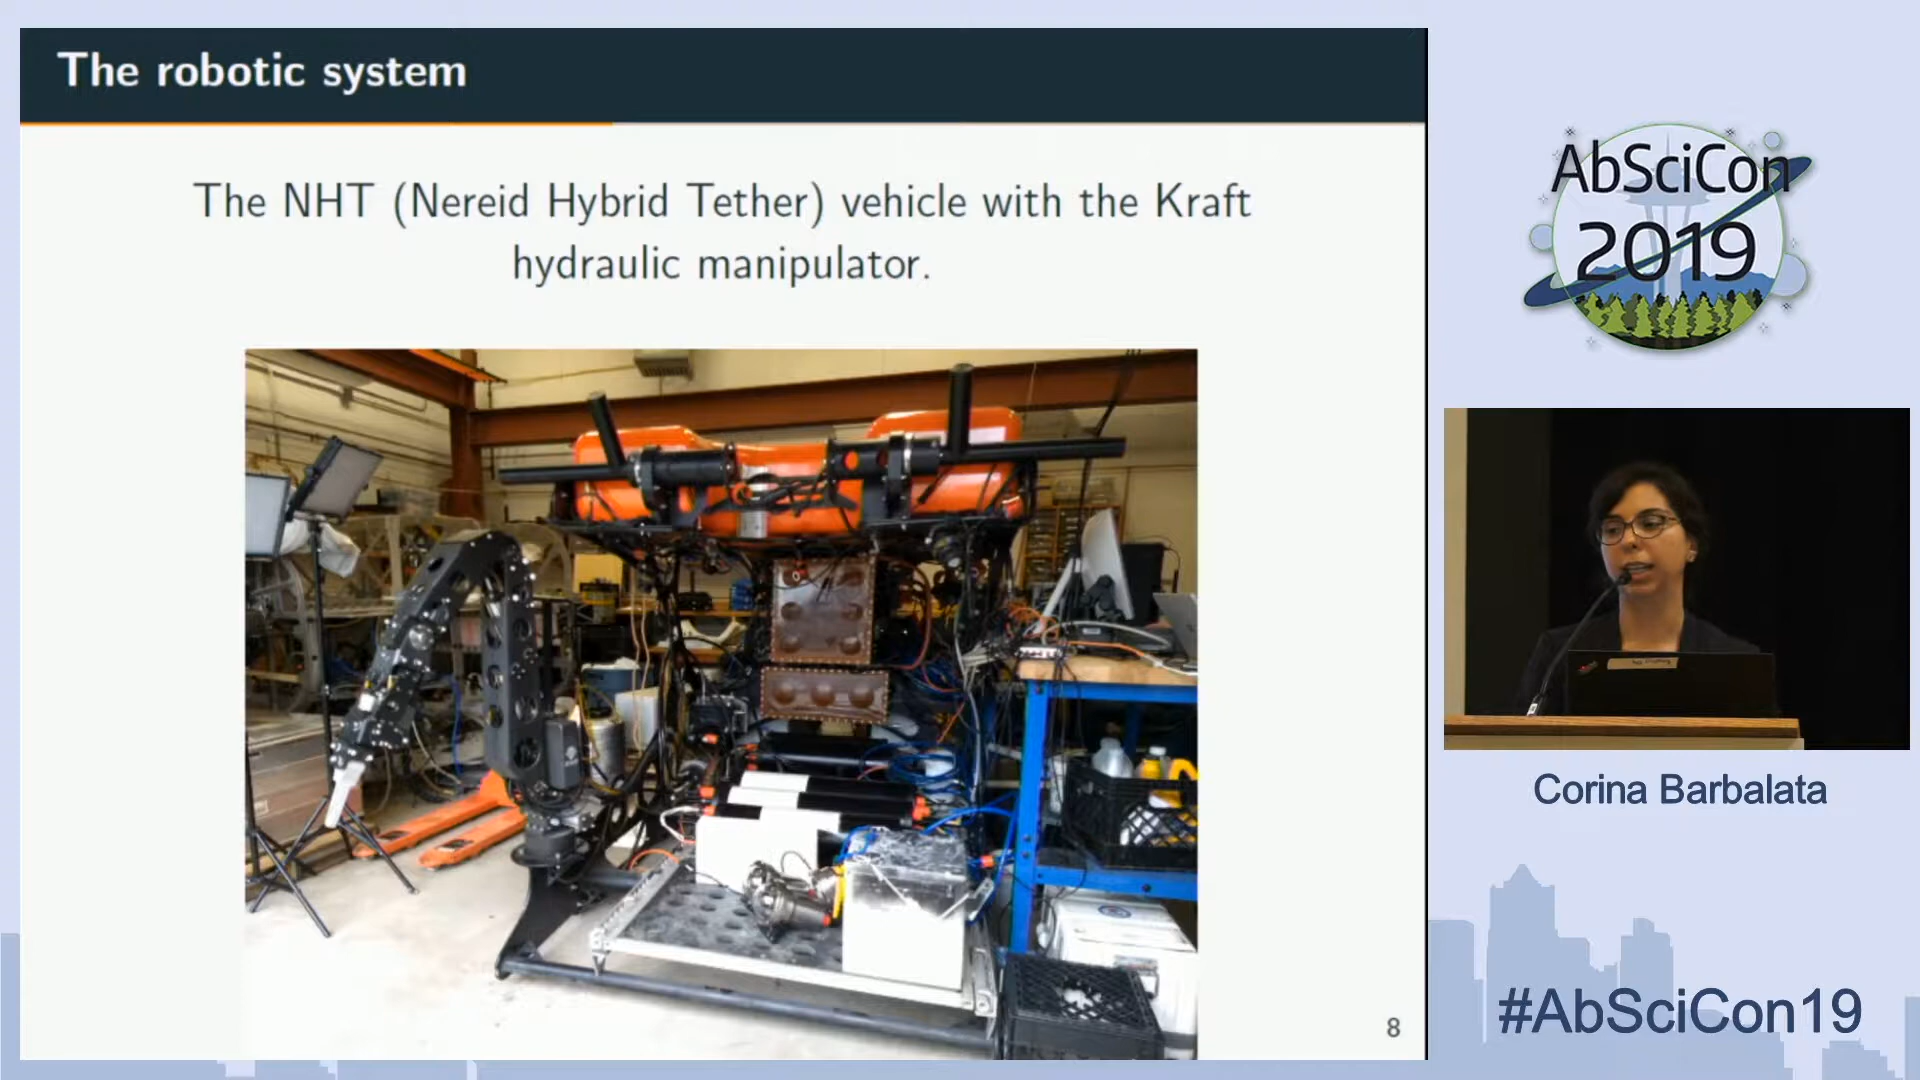 The robotic system
The NHT (Nereid Hybrid Tether) vehicle with the Kraft
hydraulic manipulator.
8
AbSciCon
2019
Corina Barbalata
#AbSciCon19